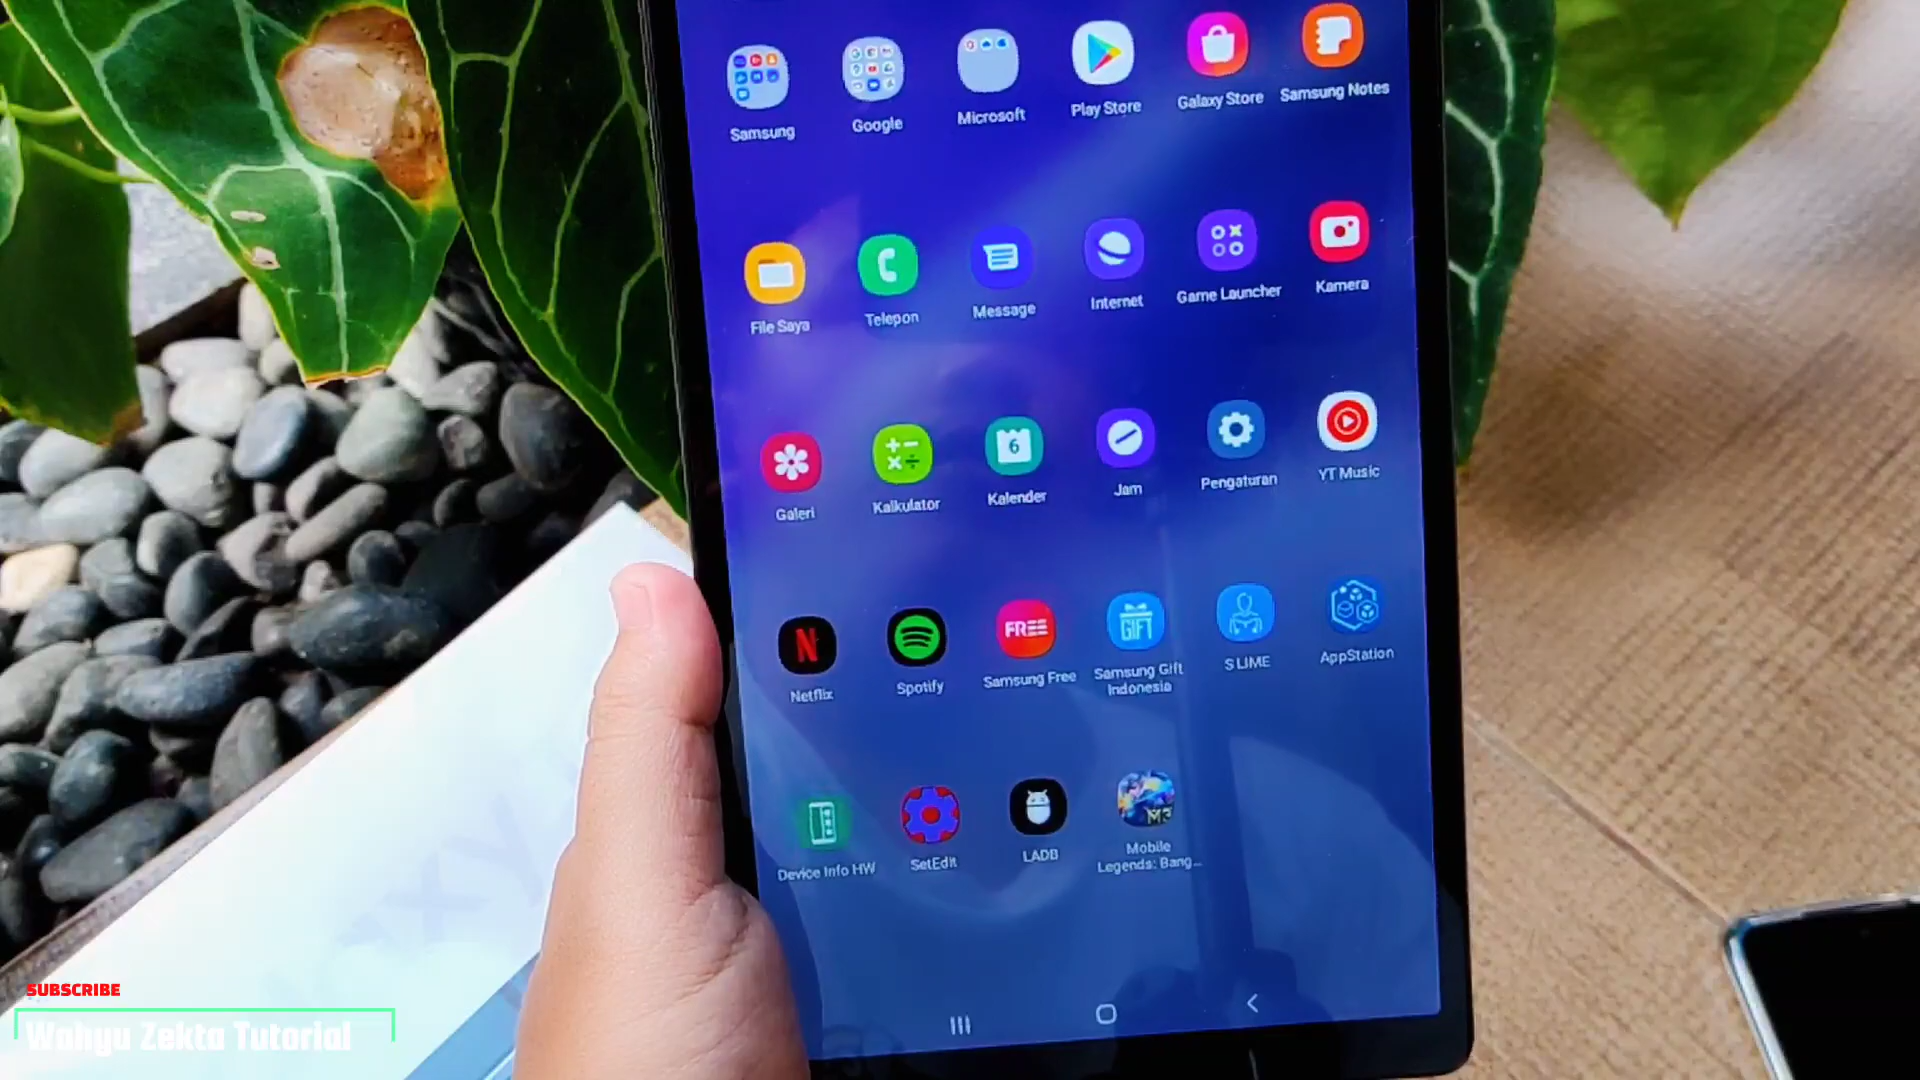 Samsung
Google
Microsoft
Play Store
Galaxy Store
Samsung Notes
File Saya
Telepon
Message
Internet
Game Launcher
Kamera
Galeri
Kalkulator
6
Kalender
Jam
Pengaturan
YT Music
N
Netflix
Spotify
FREE
Samsung Free
GIFT
Samsung Gift
Indonesia
S LIME
AppStation
Device Info HW
SetEdit
LADB
Mobile
Legends: Bang...
SUBSCRIBE
Wahyu Zekta Tutorial